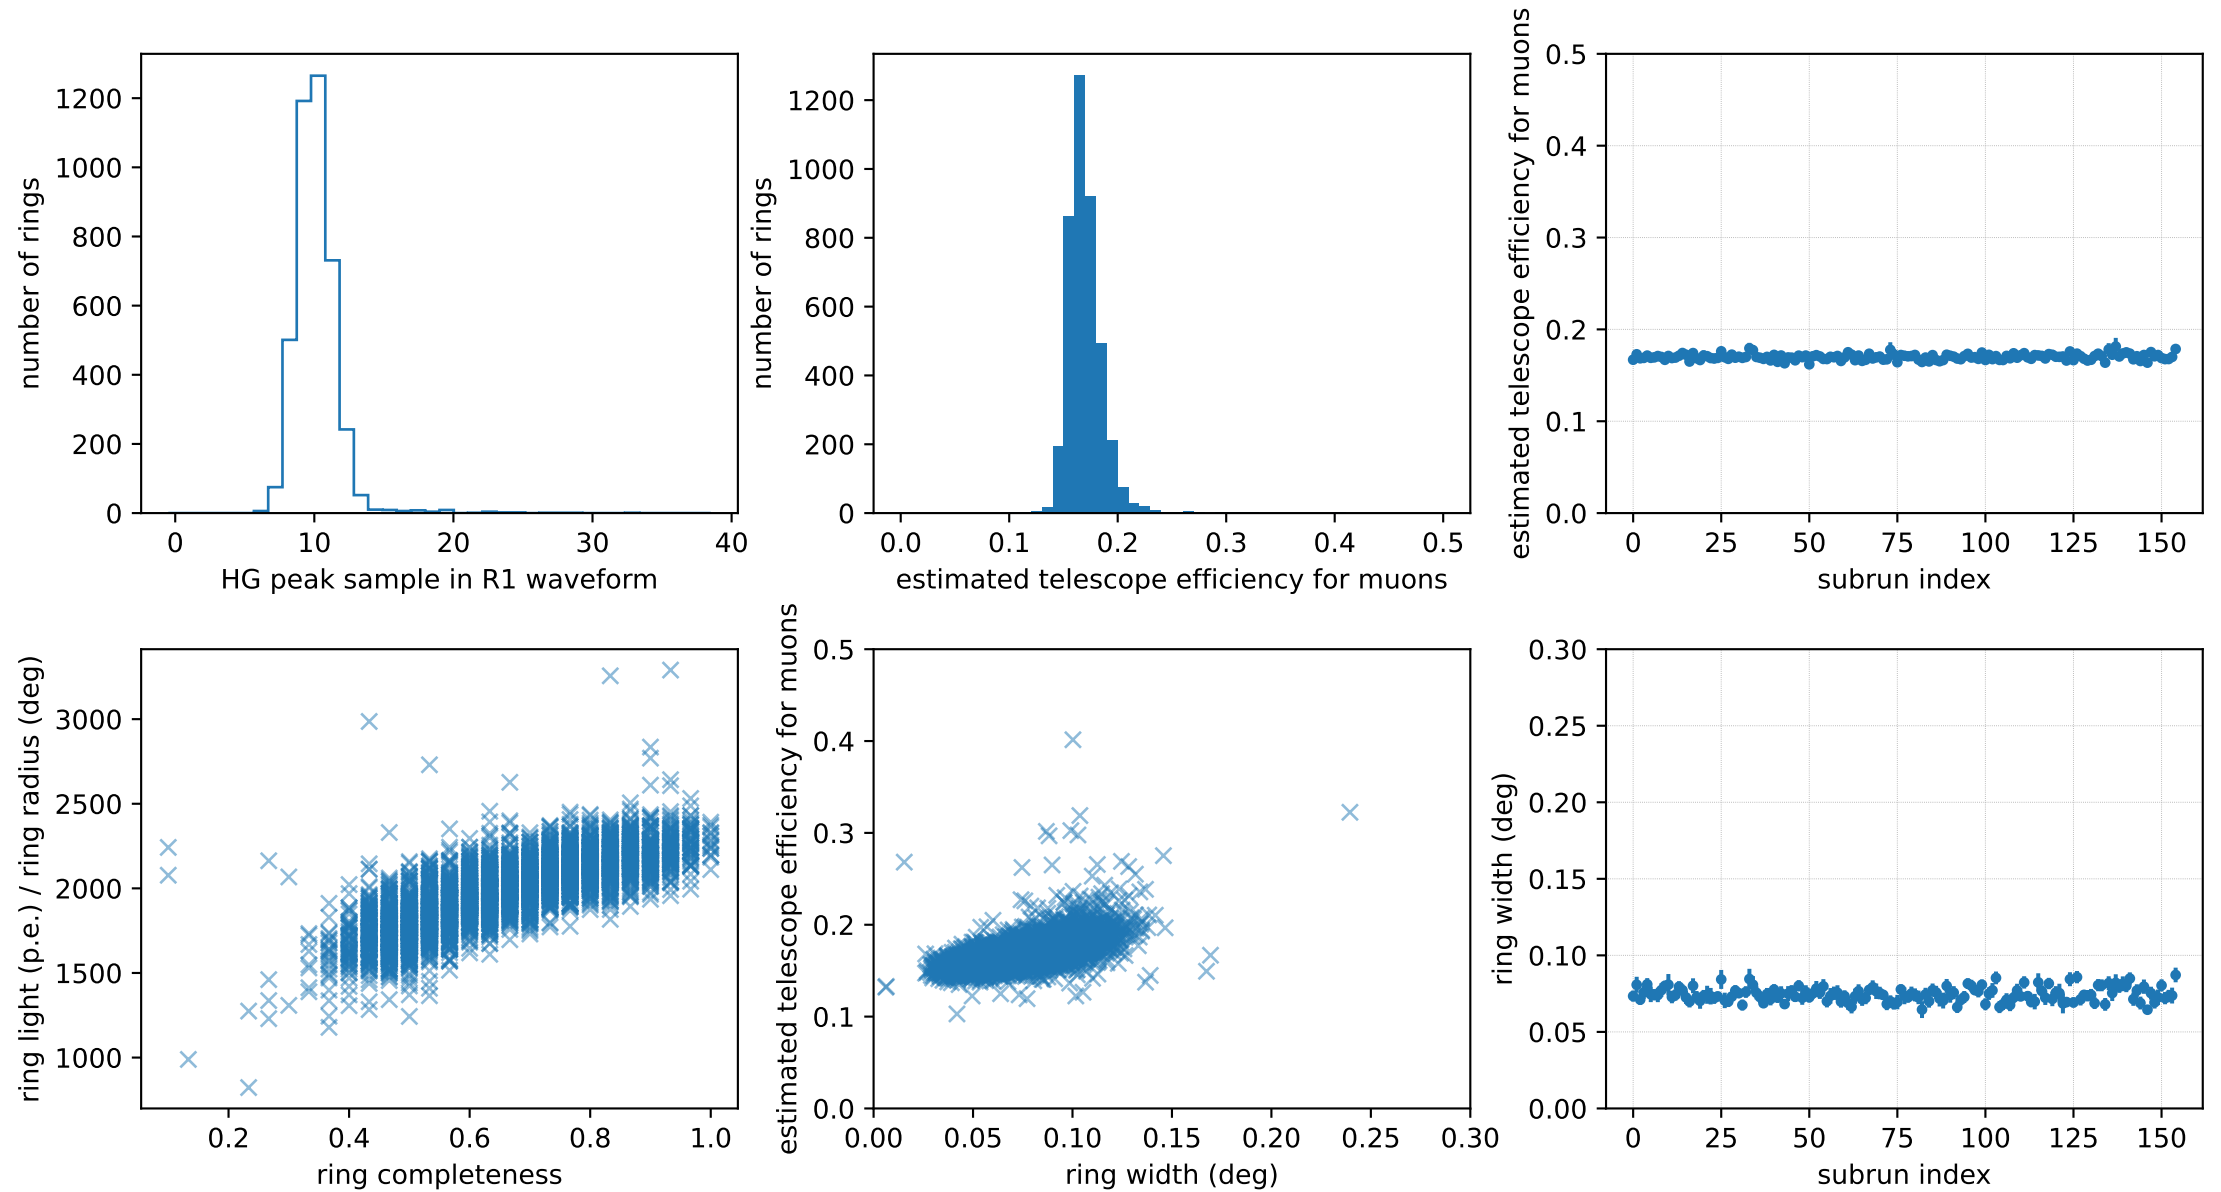 number of rings
1200
1000
800
600
400
200
0
0 10 20 30 40
HG peak sample in R1 waveform
number of rings
1200
1000
800
600
400
200
0
0.0 0.1 0.2 0.3 0.4 0.5
estimated telescope efficiency for muons
estimated telescope efficiency for muons
0.5
0.4
0.3
0.2
0.1
0.0
0 25 50 75 100 125 150
subrun index
ring light (p.e.) / ring radius (deg)
3000
2500
2000
1500
1000
0.2 0.4 0.6 0.8 1.0
ring completeness
estimated telescope efficiency for muons
0.5
0.4
0.3
0.2
0.1
0.0
0.00 0.05 0.10 0.15 0.20 0.25 0.30
ring width (deg)
ring width (deg)
0.30
0.25
0.20
0.15
0.10
0.05
0.00
0 25 50 75 100 125 150
subrun index